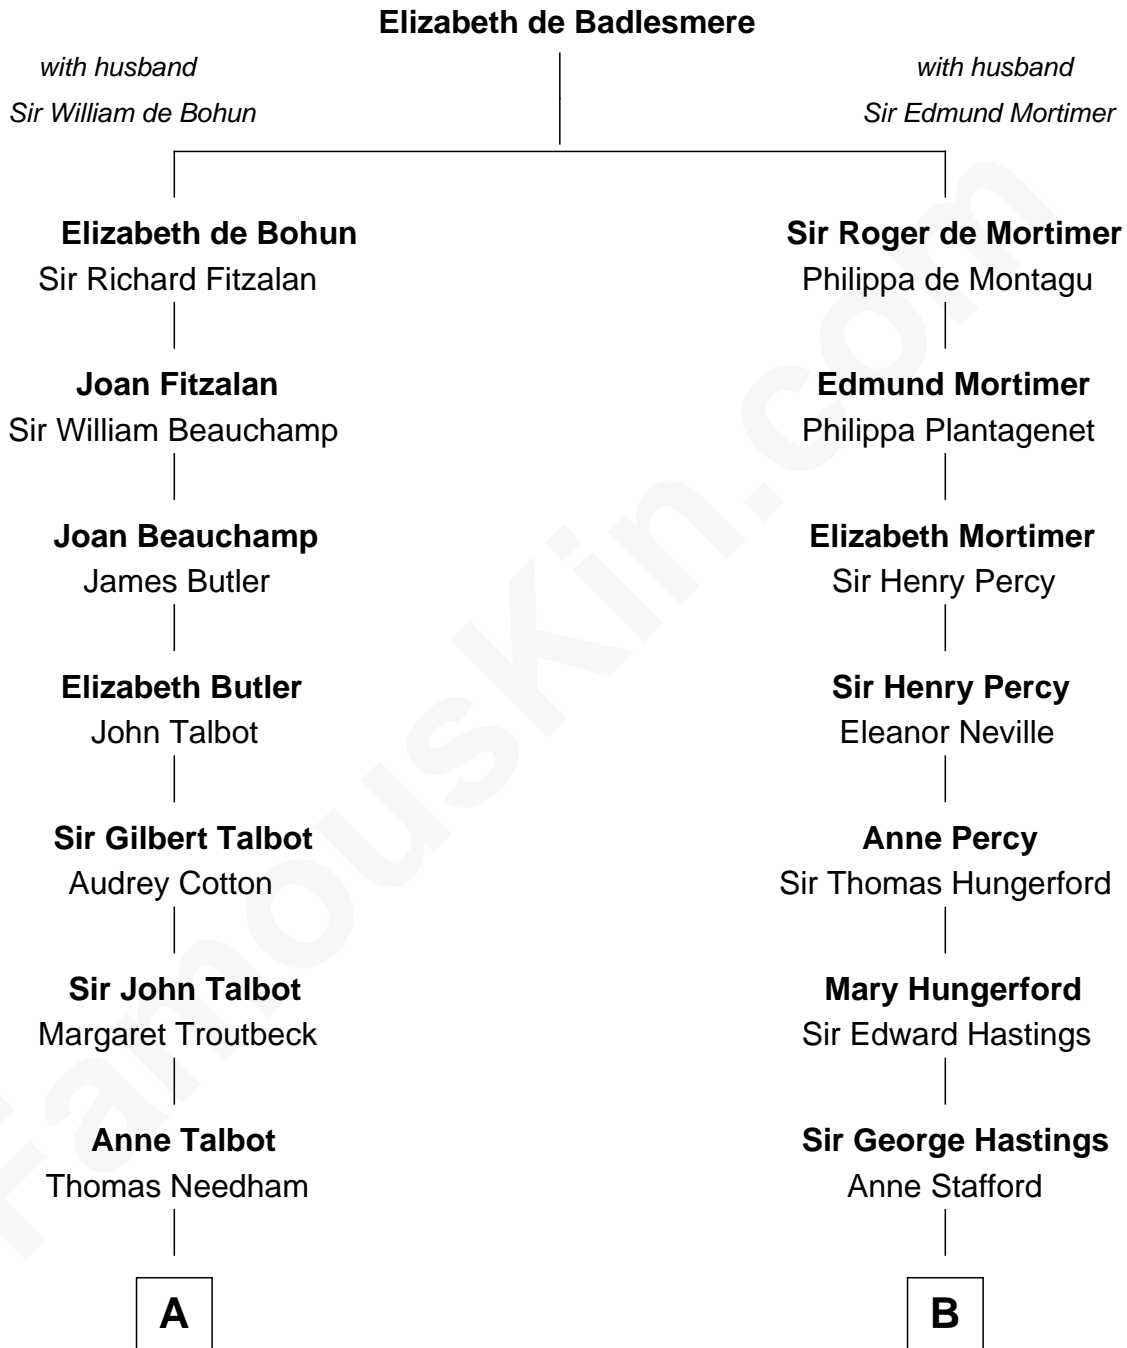 Elizabeth de Badlesmere
with husband
Sir William de Bohun
with husband
Sir Edmund Mortimer
Elizabeth de Bohun
Sir Richard Fitzalan
Sir Roger de Mortimer
Philippa de Montagu
Joan Fitzalan
Sir William Beauchamp
Edmund Mortimer
Philippa Plantagenet
Joan Beauchamp
James Butler
Elizabeth Mortimer
Sir Henry Percy
Elizabeth Butler
John Talbot
Sir Henry Percy
Eleanor Neville
Sir Gilbert Talbot
Audrey Cotton
Anne Percy
Sir Thomas Hungerford
Sir John Talbot
Margaret Troutbeck
Mary Hungerford
Sir Edward Hastings
Anne Talbot
Thomas Needham
Sir George Hastings
Anne Stafford
A
B
FamousKin.com